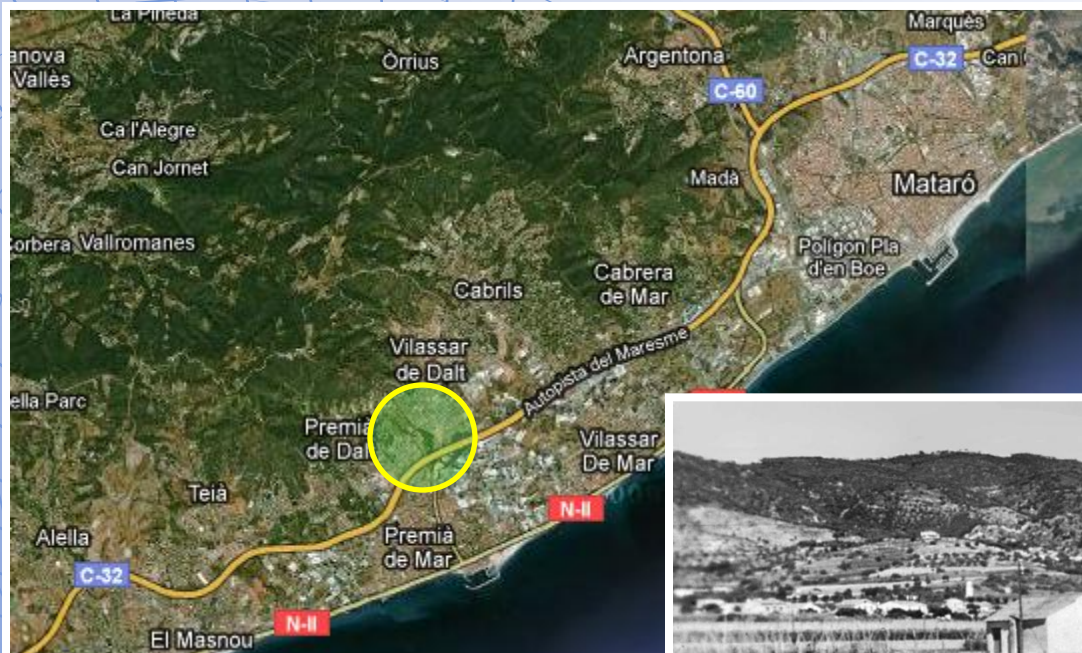 La Pineda
Marquès
Òrrius
Argentona
C-32
Can
anova
Vallès
C-60
Ca l'Alegre
Can Jornet
Madà
Mataró
orbera Vallromanes
Polígon Pla
d'en Boe
Cabrera
de Mar
Cabrils
Autopista del Maresme
Vilassar
de Dalt
ella Parc
Premià
de Dal
Vilassar
De Mar
Teià
N-II
Alella
Premià
de Mar
C-32
N-II
El Masnou